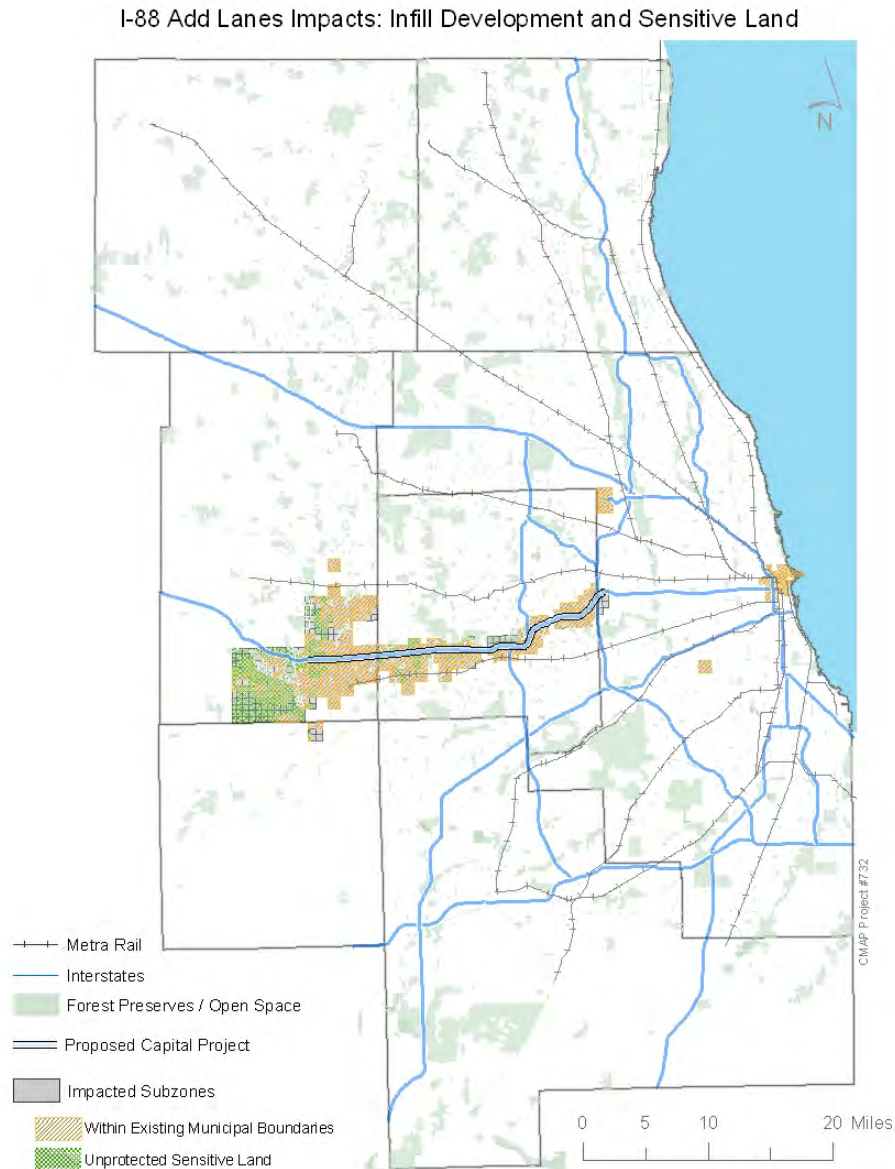 I-88 Add Lanes Impacts: Infill Development and Sensitive Land
N
CMAP Project #732
Metra Rail
Interstates
Forest Preserves / Open Space
Proposed Capital Project
Impacted Subzones
Within Existing Municipal Boundaries
Unprotected Sensitive Land
0 5 10 20 Miles